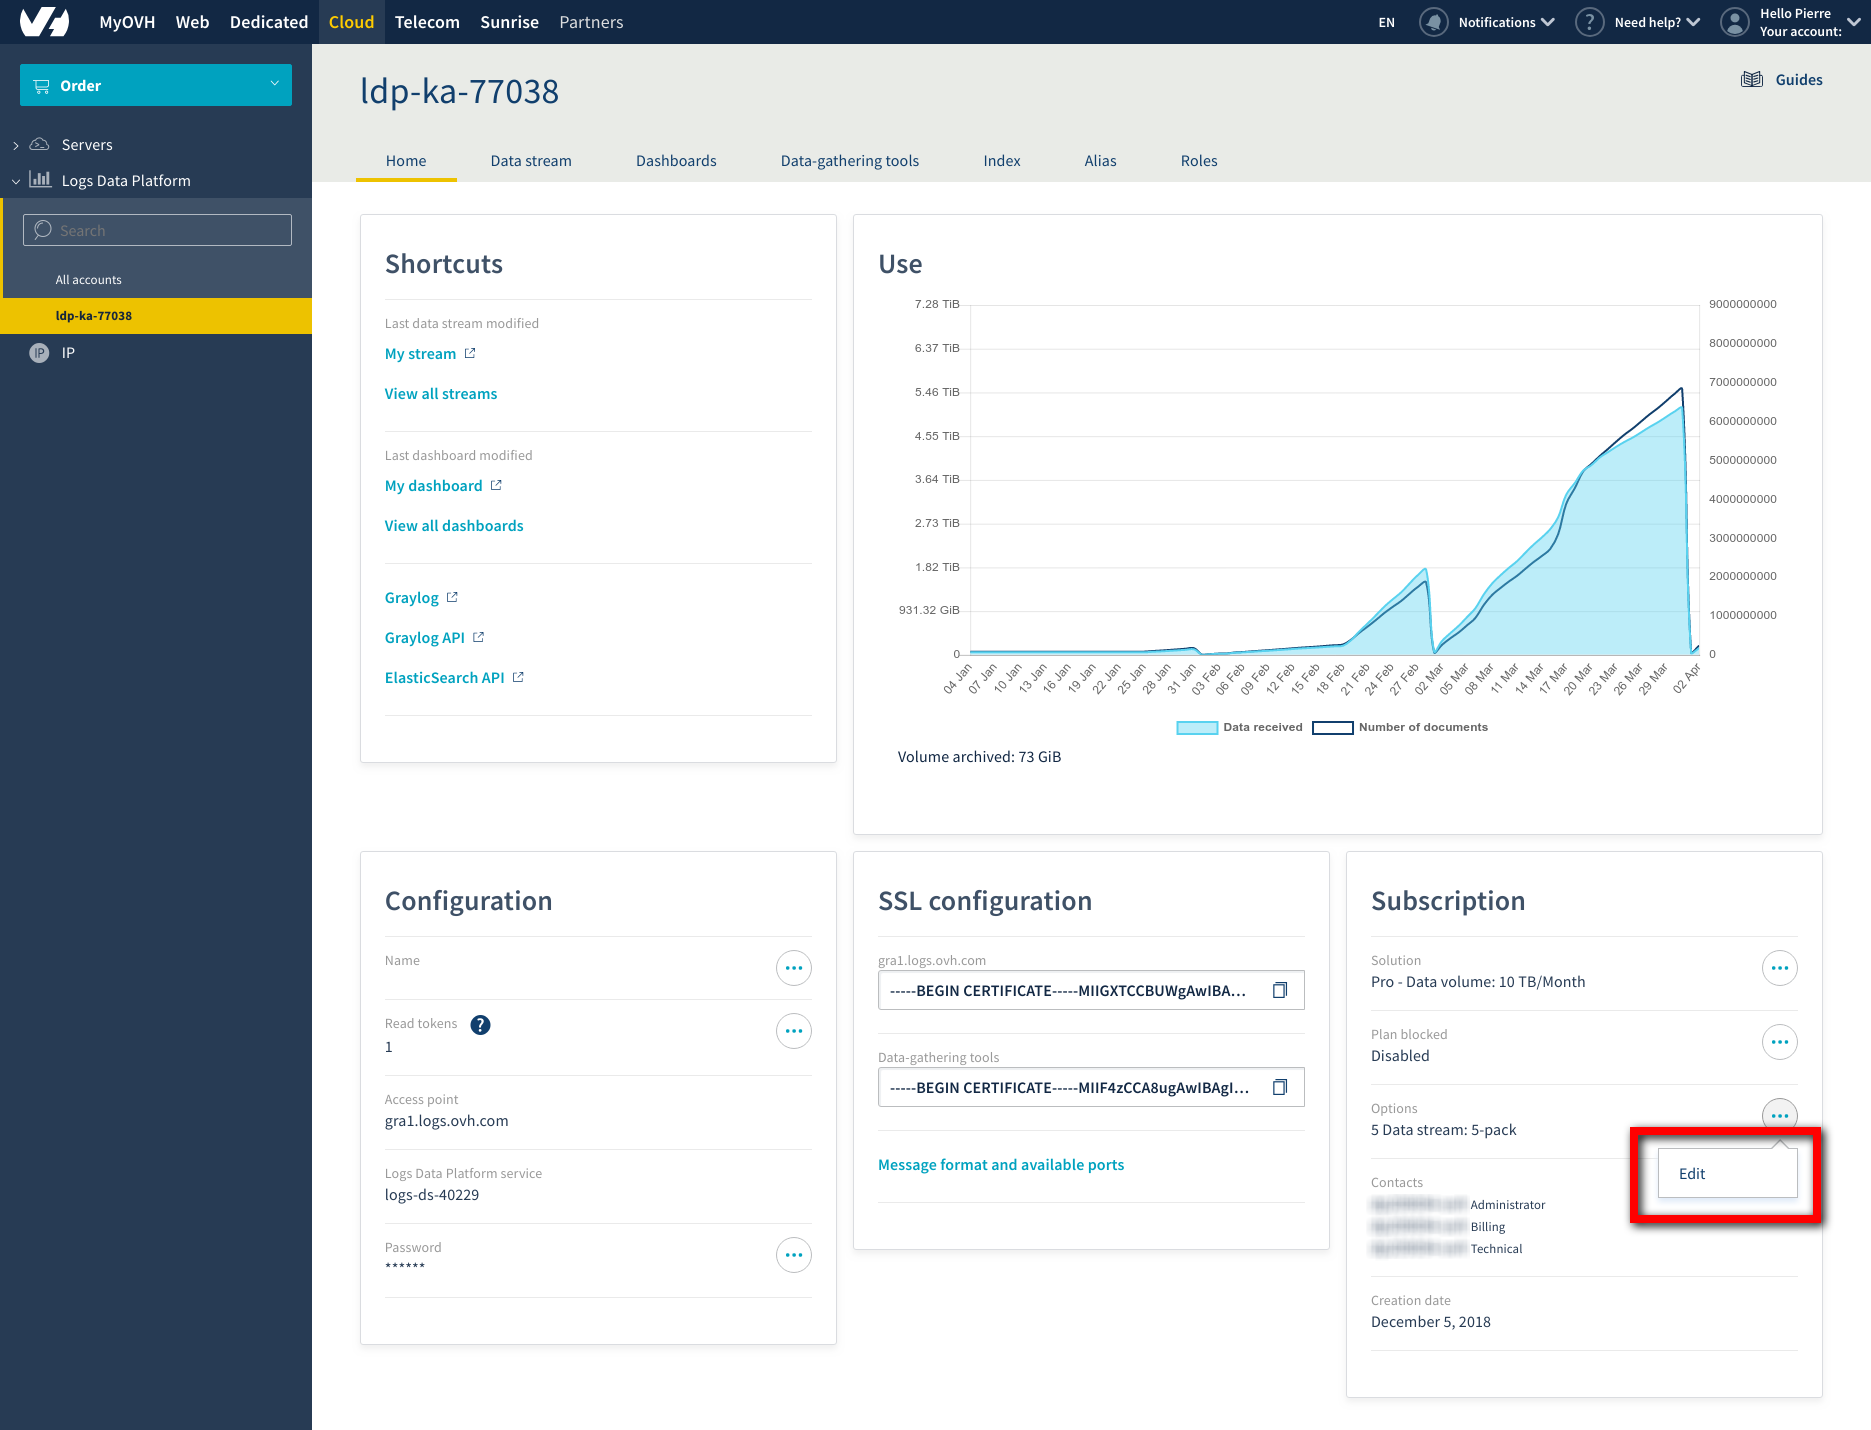 MyOVH Web Dedicated Cloud Telecom Sunrise Partners
EN Notifications ? Need help? Hello Pierre
Your account:
Order
Servers
Logs Data Platform
Search
All accounts
ldp-ka-77038
IP IP
ldp-ka-77038
Guides
Home Data stream Dashboards Data-gathering tools Index Alias Roles
Shortcuts
Last data stream modified
My stream
View all streams
Last dashboard modified
My dashboard
View all dashboards
Graylog
Graylog API
ElasticSearch API
Use
7.28 TiB
6.37 TiB
5.46 TiB
4.55 TiB
3.64 TiB
2.73 TiB
1.82 TiB
931.32 GiB
0
9000000000
8000000000
7000000000
6000000000
5000000000
4000000000
3000000000
2000000000
1000000000
0
04 Jan 07 Jan 10 Jan 13 Jan 16 Jan 19 Jan 22 Jan 25 Jan 28 Jan 31 Jan 03 Feb 06 Feb 09 Feb 12 Feb 15 Feb 18 Feb 21 Feb 24 Feb 27 Feb 02 Mar 05 Mar 08 Mar 11 Mar 14 Mar 17 Mar 20 Mar 23 Mar 26 Mar 29 Mar 02 Apr
Data received Number of documents
Volume archived: 73 GiB
Configuration
Name
Read tokens ?
1
Access point
gra1.logs.ovh.com
Logs Data Platform service
logs-ds-40229
Password
******
SSL configuration
gra1.logs.ovh.com
-----BEGIN CERTIFICATE-----MIIGXTCCBUWgAwIBA...
Data-gathering tools
-----BEGIN CERTIFICATE-----MIIF4zCCA8ugAwIBAgI...
Message format and available ports
Subscription
Solution
Pro - Data volume: 10 TB/Month
Plan blocked
Disabled
Options
5 Data stream: 5-pack
Edit
Contacts
Administrator
Billing
Technical
Creation date
December 5, 2018